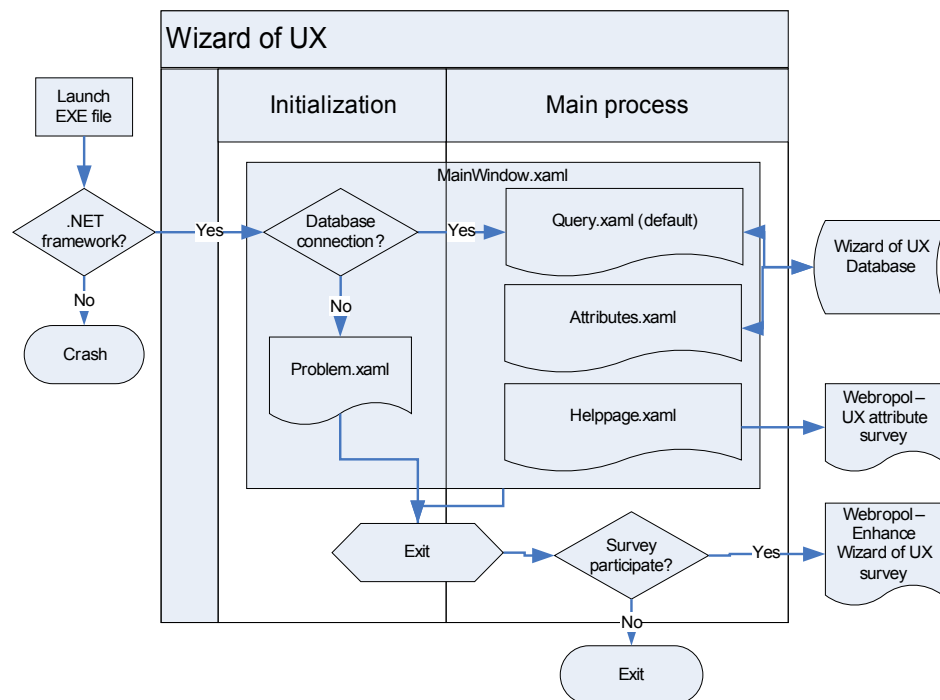 Wizard of UX
Initialization
Main process
Launch
EXE file
MainWindow.xaml
.NET
framework?
Yes
Database
connection?
Yes
Query.xaml (default)
Wizard of UX
Database
No
Crash
No
Problem.xaml
Attributes.xaml
Helppage.xaml
Webropol –
UX attribute
survey
Exit
Survey
participate?
Yes
Webropol –
Enhance
Wizard of UX
survey
No
Exit